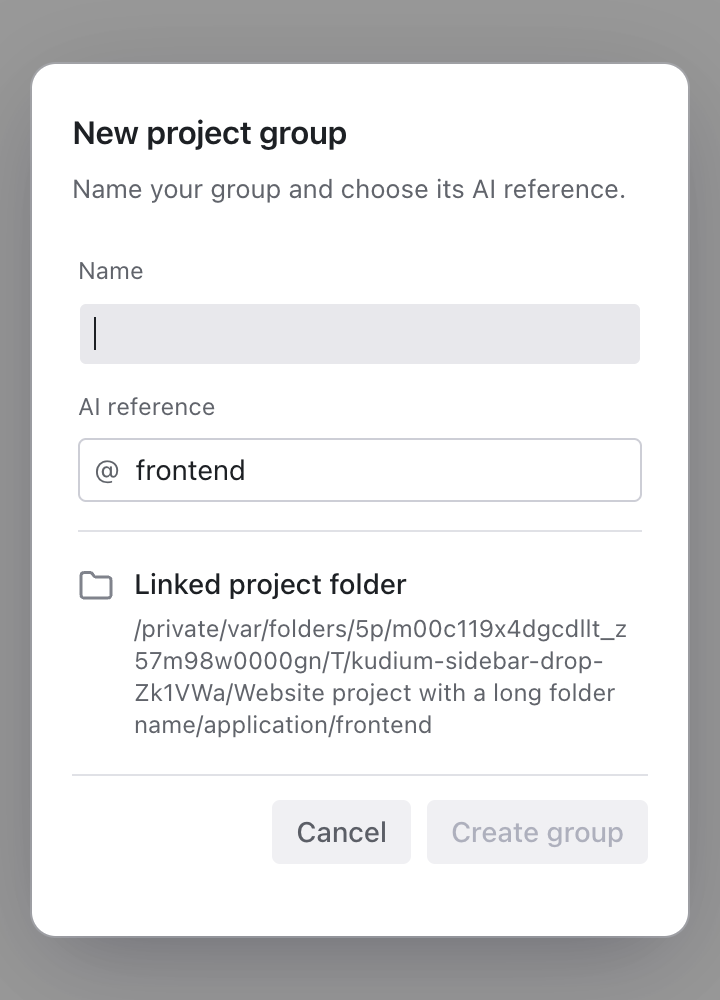 New project group
Name your group and choose its AI reference.
Name
AI reference
@ frontend
Linked project folder
/private/var/folders/5p/m00c119x4dgcdllt_z
57m98w0000gn/T/kudium-sidebar-drop-
Zk1VWa/Website project with a long folder
name/application/frontend
Cancel
Create group